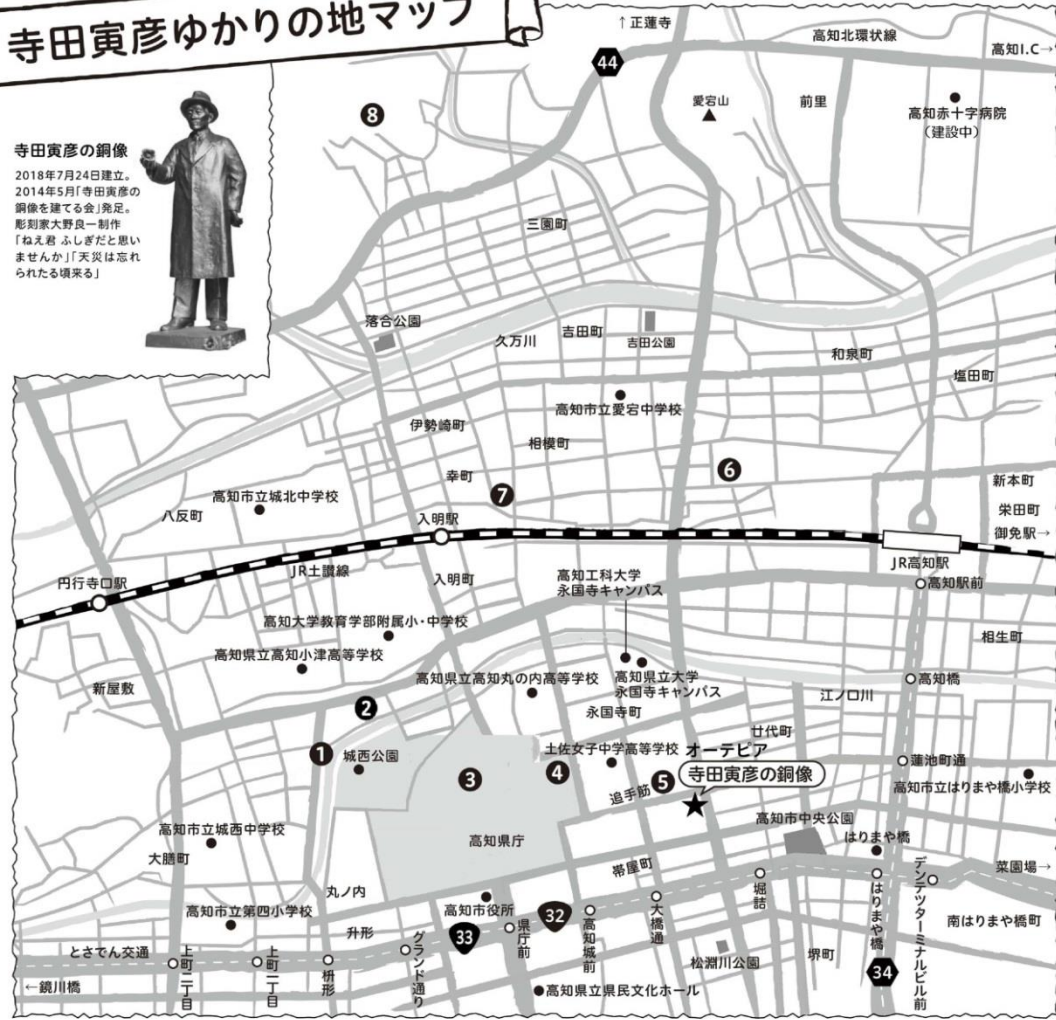 寺田寅彦ゆかりの地マップ
↑正蓮寺
高知北環状線
高知I.C→
44
愛宕山
前里
高知赤十字病院
（建設中）
8
寺田寅彦の銅像
2018年7月24日建立。
2014年5月「寺田寅彦の
銅像を建てる会」発足。
彫刻家大野良一制作
「ねえ君 ふしぎだと思い
ませんか」「天災は忘れ
られたる頃来る」
三園町
落合公園
久万川
吉田町
吉田公園
和泉町
塩田町
高知市立愛宕中学校
伊勢崎町
相模町
幸町
6
7
新本町
栄田町
御免駅→
高知市立城北中学校
八反町
入明駅
JR土讃線
円行寺口駅
入明町
高知工科大学
永国寺キャンパス
JR高知駅
高知駅前
高知大学教育学部附属小・中学校
相生町
高知県立高知小津高等学校
高知県立高知丸の内高等学校
高知県立大学
永国寺キャンパス
高知橋
新屋敷
永国寺町
江ノ口川
2
廿代町
1
城西公園
土佐女子中学高等学校
オーテピア
蓮池町通
3
4
追手筋
5
寺田寅彦の銅像
高知市立はりまや橋小学校
高知市立城西中学校
大膳町
高知県庁
高知市中央公園
はりまや橋
帯屋町
菜園場→
丸ノ内
堀詰
はりまや橋
デンテツターミナルビル前
高知市立第四小学校
高知市役所
大橋通
南はりまや橋町
升形
33
32
県庁前
高知城前
とさでん交通
上町二丁目
上町一丁目
枡形
グランド通り
松淵川公園
堺町
34
←鏡川橋
高知県立県民文化ホール